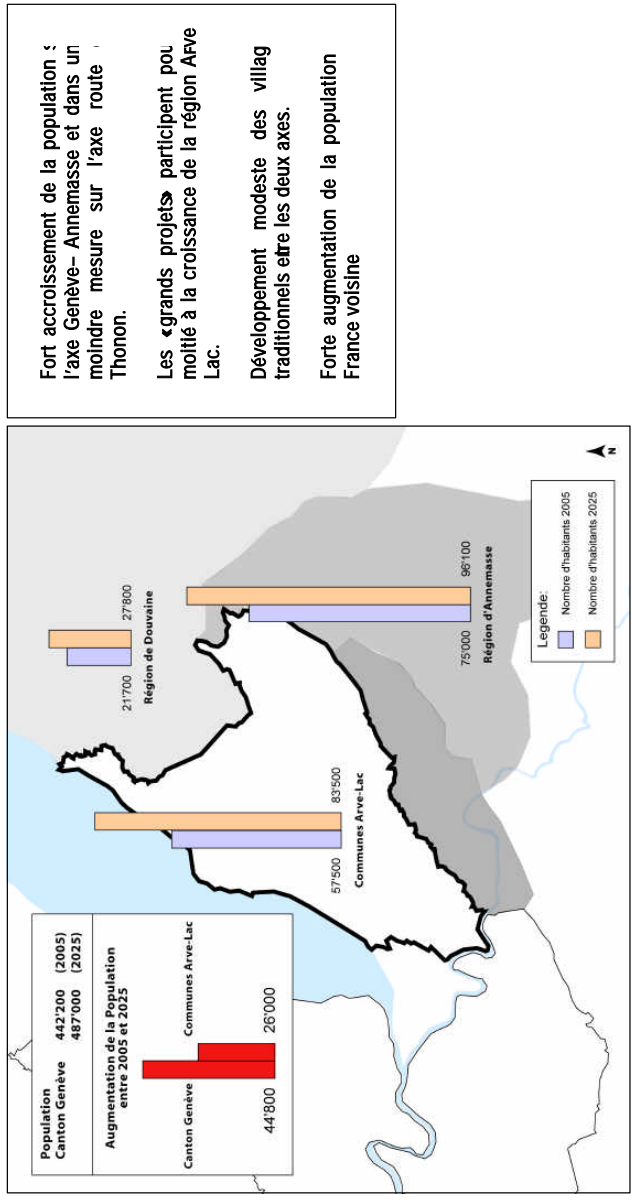 Population
Canton Genève 442'200 (2005)
487'000 (2025)
Augmentation de la Population
entre 2005 et 2025
Canton Genève Communes Arve-Lac
44'800 26'000
57'500 83'500
Communes Arve-Lac
21'700 27'800
Région de Douvaine
75'000 96'100
Région d'Annemasse
Legende:
Nombre d'habitants 2005
Nombre d'habitants 2025
N
Fort accroissement de la population
l'axe Genève– Annemasse et dans un
moindre mesure sur l'axe route
Thonon.
Les «grands projets» participent pou
moitié à la croissance de la région Arve
Lac.
Développement modeste des villag
traditionnels entre les deux axes.
Forte augmentation de la population
France voisine